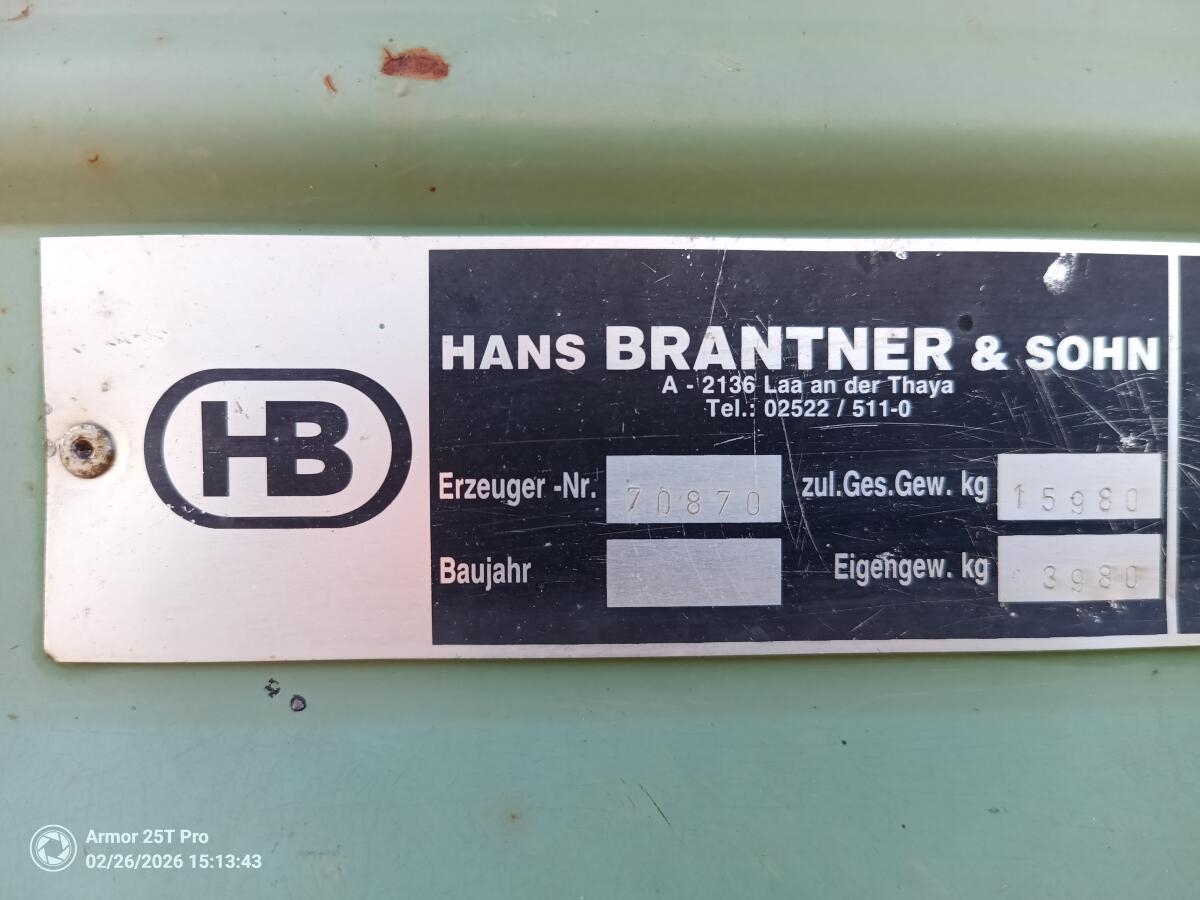 HB
HANS BRANTNER & SOHN
A - 2136 Laa an der Thaya
Tel.: 02522 / 511-0
Erzeuger -Nr. 70870 zul.Ges.Gew. kg 15980
Baujahr Eigengew. kg 3980
Armor 25T Pro
02/26/2026 15:13:43